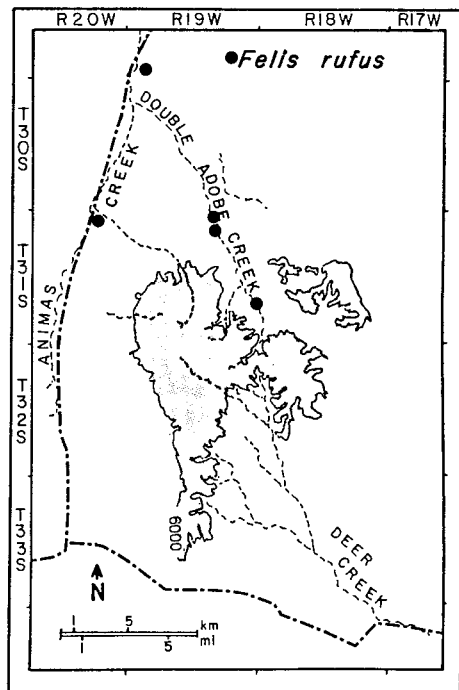 R20W R19W R18W R17W
Felis rufus
T30S
T31S
T32S
T33S
DOUBLE ADOBE CREEK
ANIMAS CREEK
DEER CREEK
6000
N
1 5 km
1 5 mi